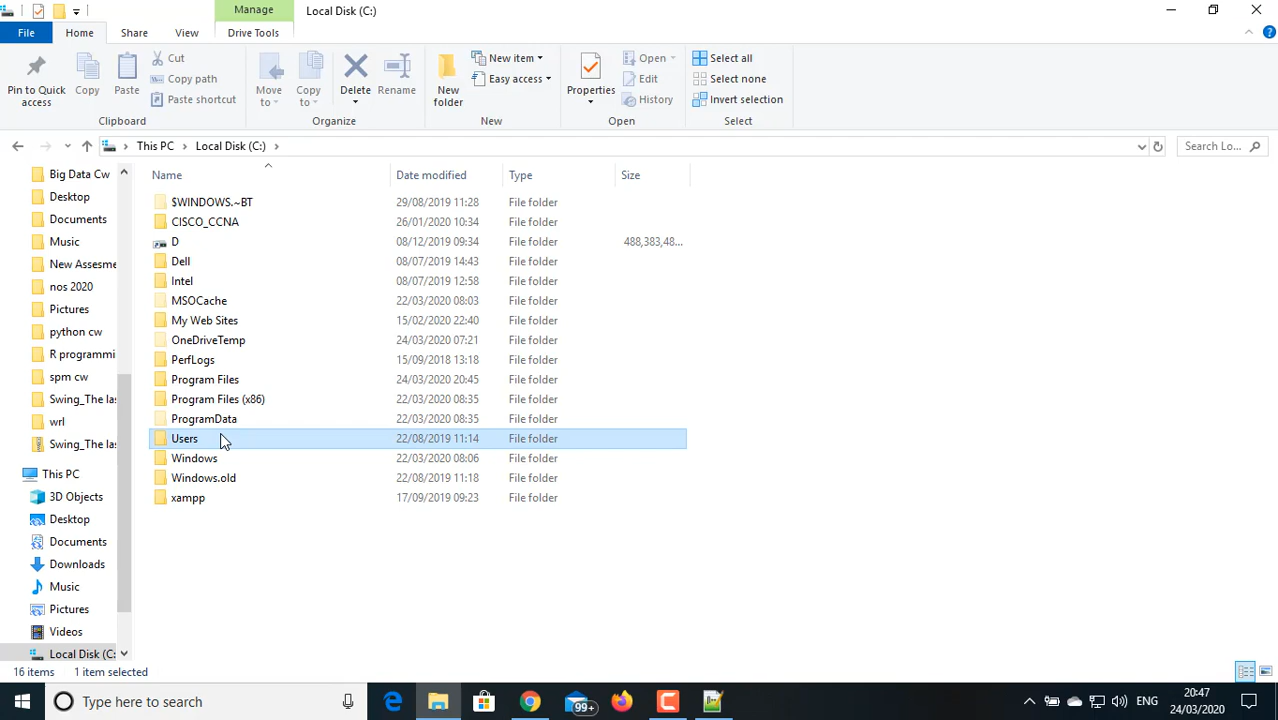 Manage
Local Disk (C:)
File
Home
Share
View
Drive Tools
Pin to Quick access
Copy
Paste
Cut
Copy path
Paste shortcut
Clipboard
Move to
Copy to
Delete
Rename
Organize
New folder
New item
Easy access
New
Properties
Open
Edit
History
Open
Select all
Select none
Invert selection
Select
This PC
Local Disk (C:)
Search Lo...
Name Date modified Type Size
$WINDOWS.~BT 29/08/2019 11:28 File folder
CISCO_CCNA 26/01/2020 10:34 File folder
D 08/12/2019 09:34 File folder 488,383,48...
Dell 08/07/2019 14:43 File folder
Intel 08/07/2019 12:58 File folder
MSOCache 22/03/2020 08:03 File folder
My Web Sites 15/02/2020 22:40 File folder
OneDriveTemp 24/03/2020 07:21 File folder
PerfLogs 15/09/2018 13:18 File folder
Program Files 24/03/2020 20:45 File folder
Program Files (x86) 22/03/2020 08:35 File folder
ProgramData 22/03/2020 08:35 File folder
Users 22/08/2019 11:14 File folder
Windows 22/03/2020 08:06 File folder
Windows.old 22/08/2019 11:18 File folder
xampp 17/09/2019 09:23 File folder
Big Data Cw
Desktop
Documents
Music
New Assesme
nos 2020
Pictures
python cw
R programmi
spm cw
Swing_The las
wrl
Swing_The las
This PC
3D Objects
Desktop
Documents
Downloads
Music
Pictures
Videos
Local Disk (C:
16 items 1 item selected
Type here to search
99+
ENG
20:47
24/03/2020